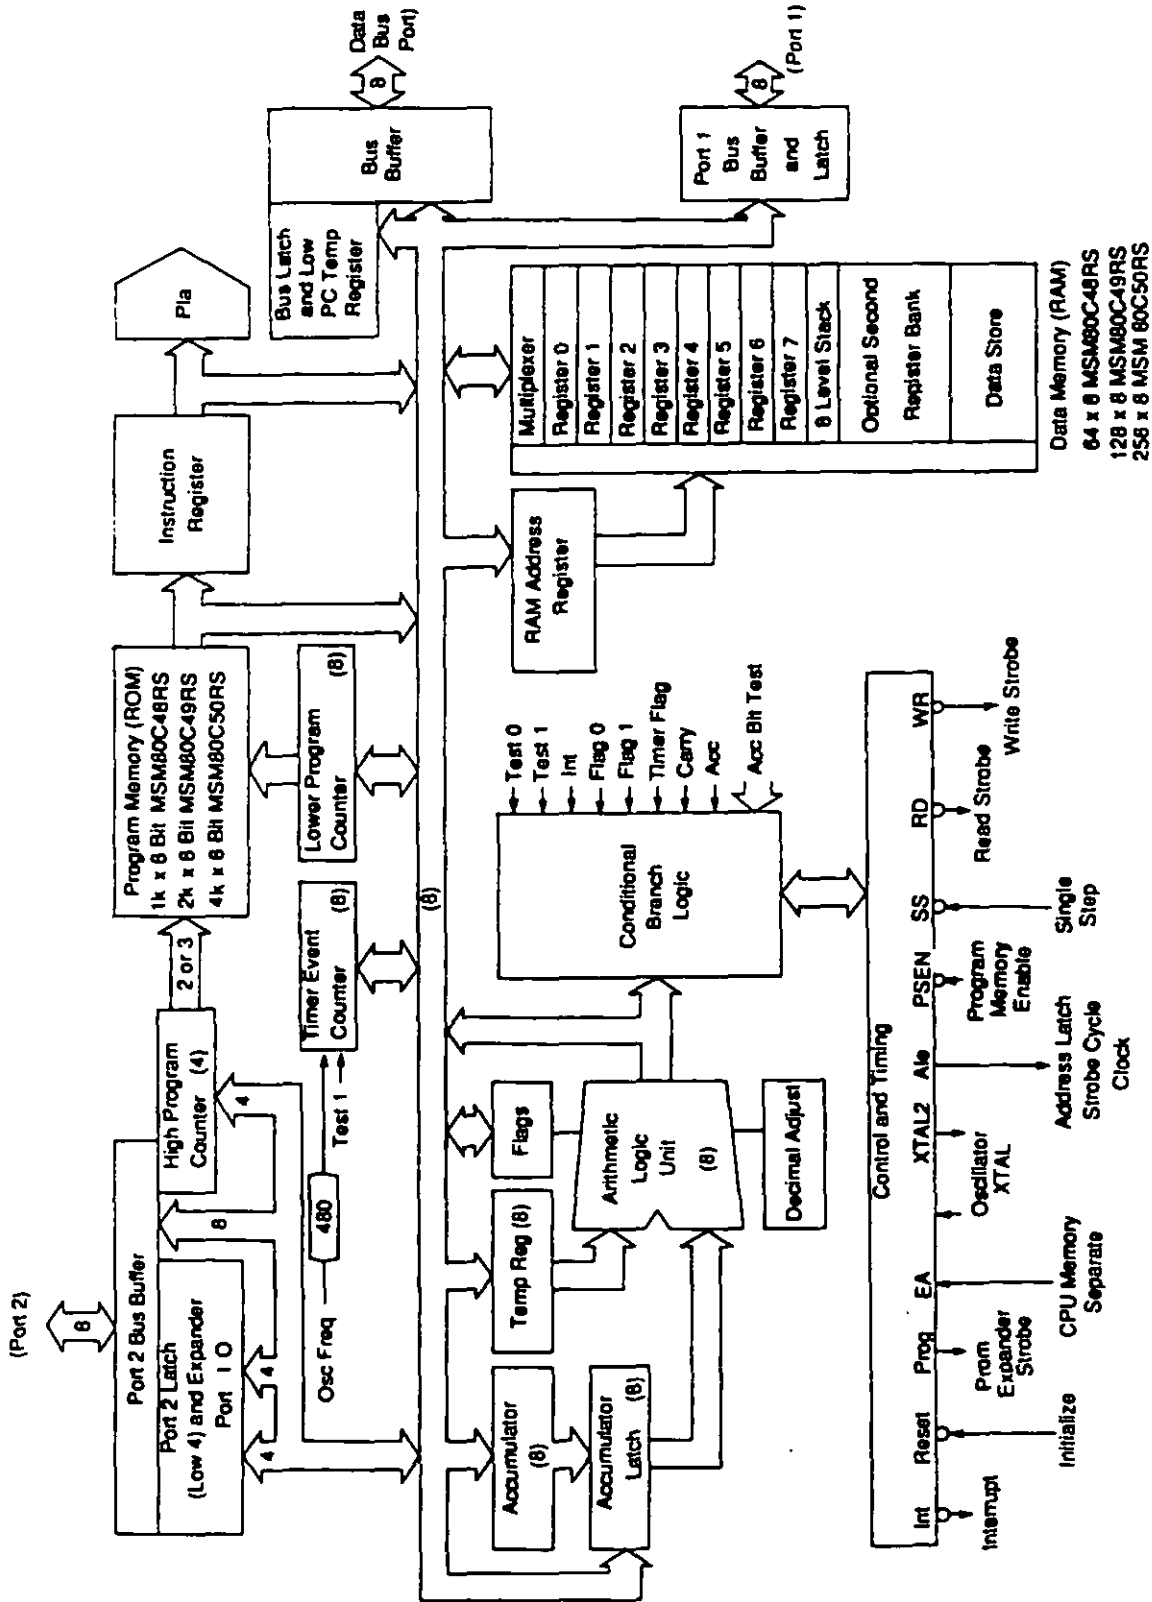 (Port 2)
8
Port 2 Bus Buffer
Port 2 Latch
(Low 4) and Expander
Port I O
High Program
Counter (4)
2 or 3
Program Memory (ROM)
1k x 8 Bit MSM80C48RS
2k x 8 Bit MSM80C49RS
4k x 8 Bit MSM80C50RS
Instruction
Register
Pla
4
4
8
4
Osc Freq
480
Test 1
Timer Event
Counter (8)
Lower Program
Counter (8)
Bus Latch
and Low
PC Temp
Register
Bus
Buffer
8
Data
Bus
Port)
(8)
Accumulator
(8)
Temp Reg (8)
Flags
Accumulator
Latch (8)
Arithmetic
Logic
Unit
(8)
Decimal Adjust
Conditional
Branch
Logic
Test 0
Test 1
Int
Flag 0
Flag 1
Timer Flag
Carry
Acc
Acc Bit Test
RAM Address
Register
Multiplexer
Register 0
Register 1
Register 2
Register 3
Register 4
Register 5
Register 6
Register 7
8 Level Stack
Optional Second
Register Bank
Data Store
Data Memory (RAM)
64 x 8 MSM80C48RS
128 x 8 MSM80C49RS
256 x 8 MSM 80C50RS
Port 1
Bus
Buffer
and
Latch
8
(Port 1)
Control and Timing
Int
Reset
Prog
EA
XTAL2
Ale
PSEN
SS
RD
WR
Interrupt
Initialize
Prom
Expander
Strobe
CPU Memory
Separate
Oscillator
XTAL
Address Latch
Strobe Cycle
Clock
Program
Memory
Enable
Single
Step
Read Strobe
Write Strobe